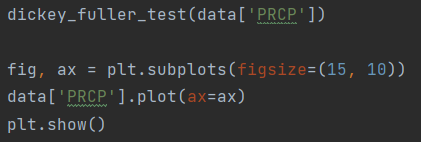 dickey_fuller_test(data['PRCP'])
fig, ax = plt.subplots(figsize=(15, 10))
data['PRCP'].plot(ax=ax)
plt.show()